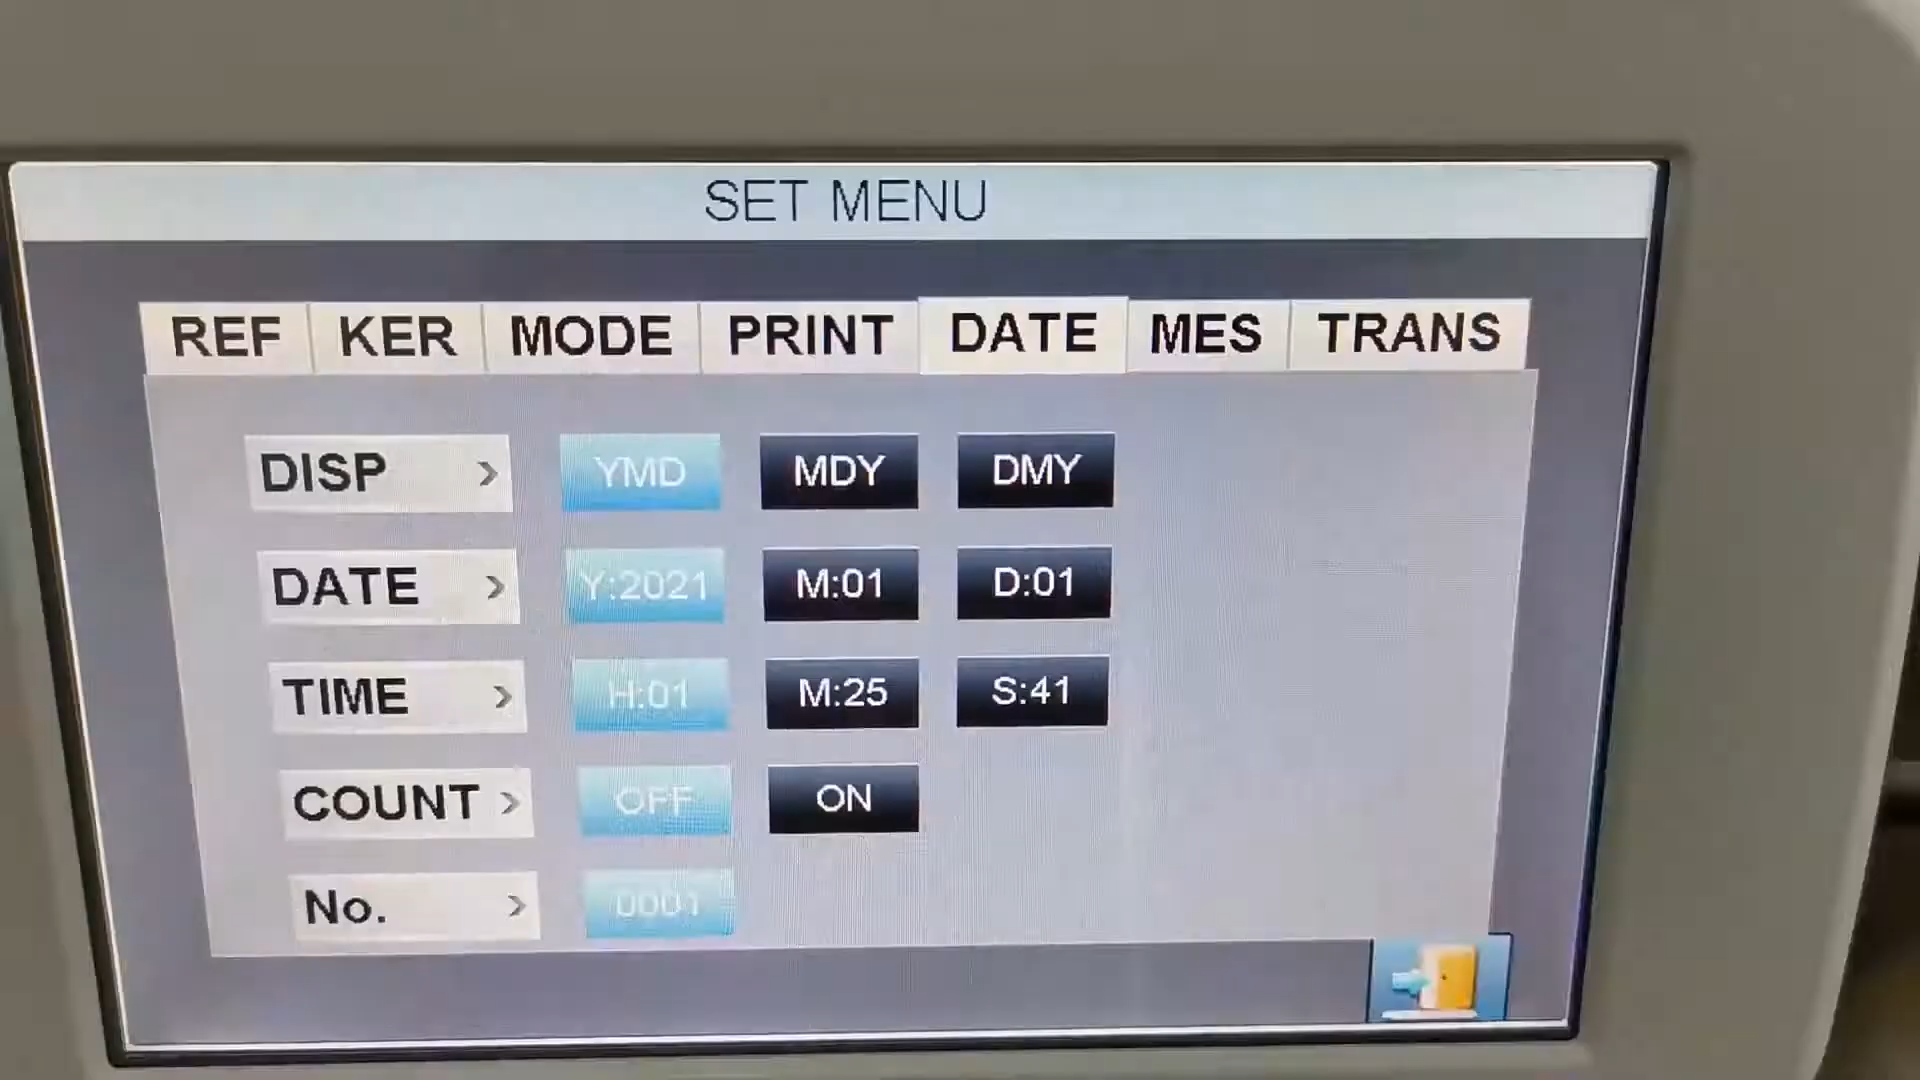 SET MENU
REF KER MODE PRINT DATE MES TRANS
DISP > YMD MDY DMY
DATE > Y:2021 M:01 D:01
TIME > H:01 M:25 S:41
COUNT > OFF ON
No. > 0001